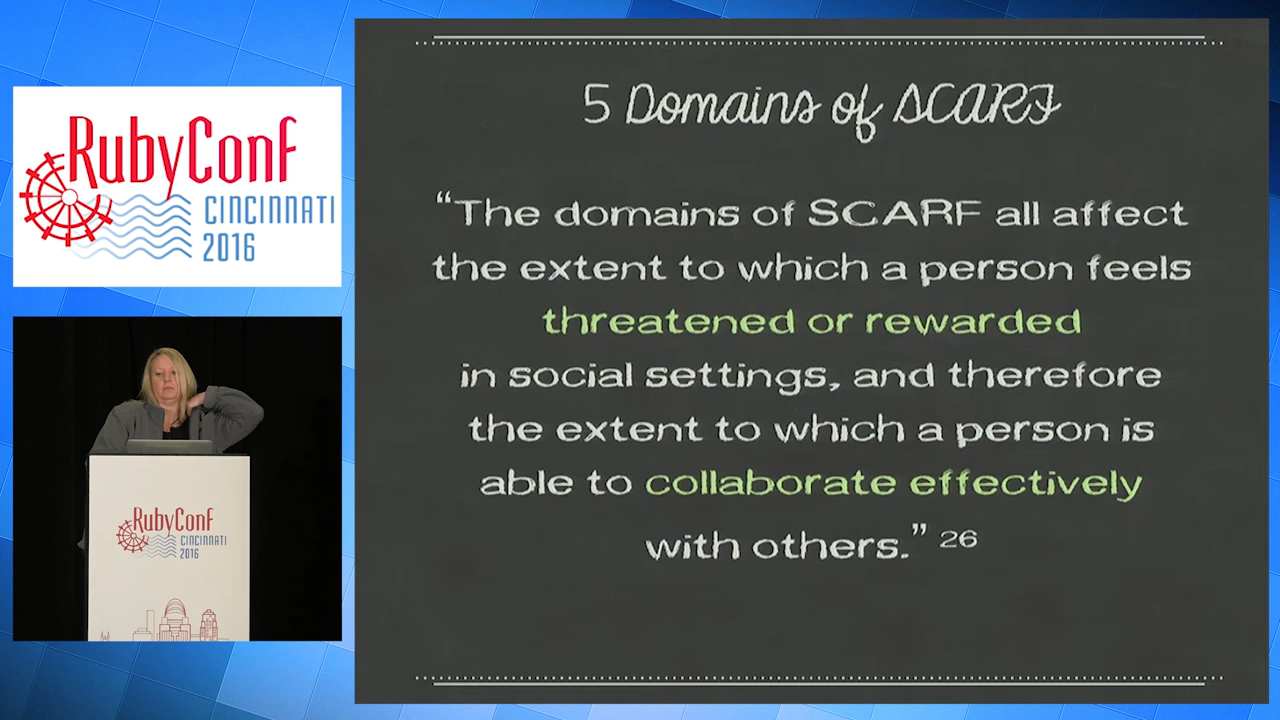 RubyConf
CINCINNATI
2016
RubyConf
CINCINNATI
2016
5 Domains of SCARF
“The domains of SCARF all affect
the extent to which a person feels
threatened or rewarded
in social settings, and therefore
the extent to which a person is
able to collaborate effectively
with others.” 26